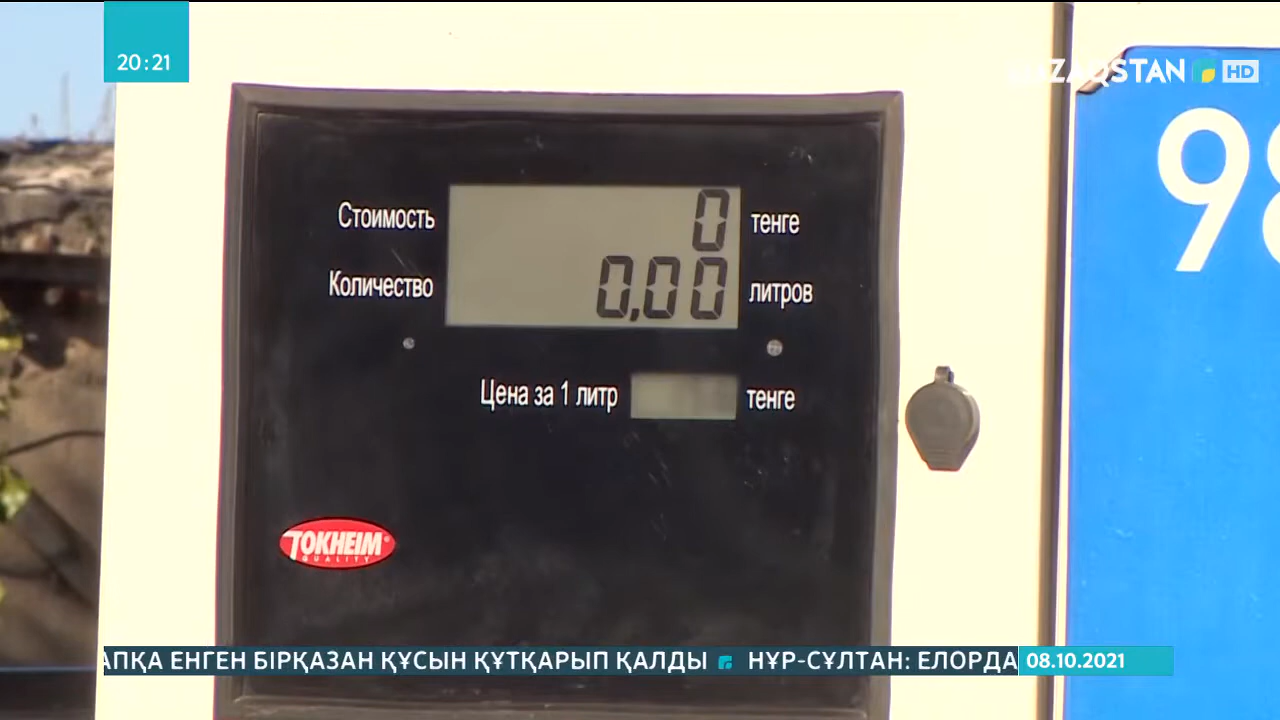 20:21
QAZAQSTAN HD
98
Стоимость 0 тенге
Количество 0,00 литров
Цена за 1 литр тенге
TOKHEIM
QUALITY
ЕНГЕН БІРҚАЗАН ҚҰСЫН ҚҰТҚАРЫП ҚАЛДЫ НҰР-СҰЛТАН: ЕЛОРДА 08.10.2021